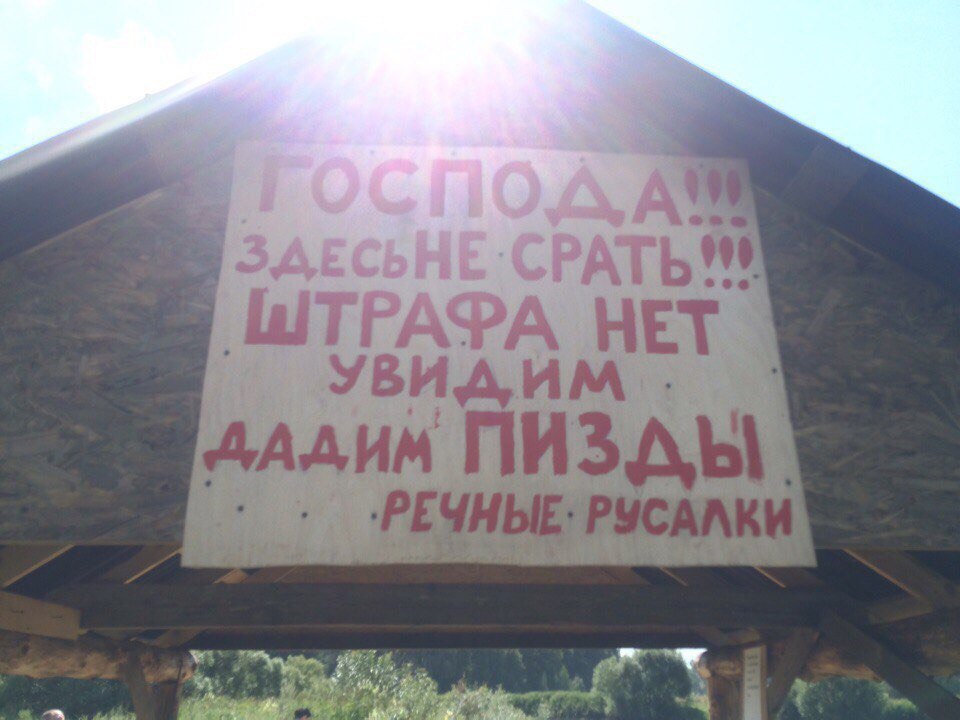 ГОСПОДА!!!
ЗДЕСЬ НЕ СРАТЬ!!!
ШТРАФА НЕТ
УВИДИМ
ДАДИМ ПИЗДЫ
РЕЧНЫЕ РУСАЛКИ